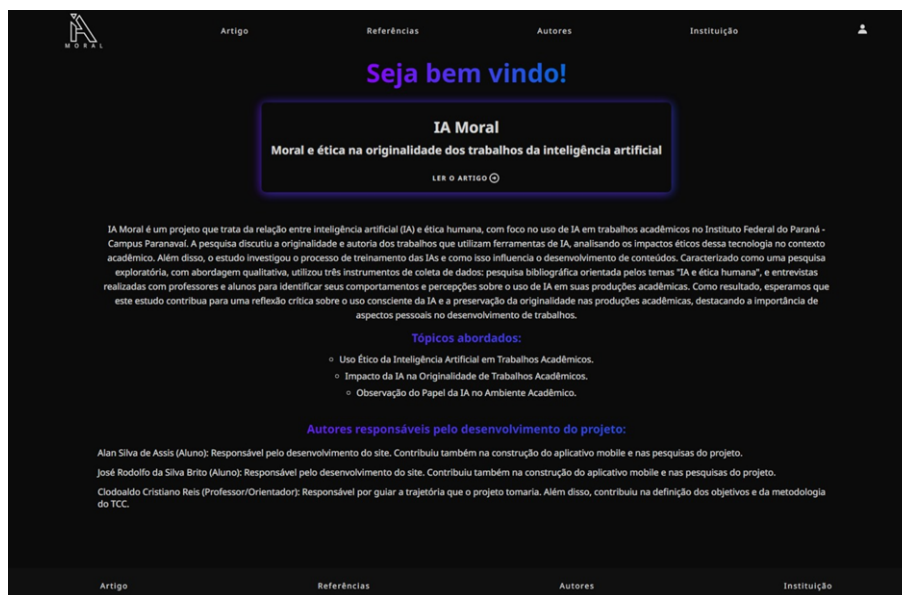 IA
MORAL
Artigo
Referências
Autores
Instituição
Seja bem vindo!
IA Moral
Moral e ética na originalidade dos trabalhos da inteligência artificial
LER O ARTIGO
IA Moral é um projeto que trata da relação entre inteligência artificial (IA) e ética humana, com foco no uso de IA em trabalhos acadêmicos no Instituto Federal do Paraná -
Campus Paranavaí. A pesquisa discutiu a originalidade e autoria dos trabalhos que utilizam ferramentas de IA, analisando os impactos éticos dessa tecnologia no contexto
acadêmico. Além disso, o estudo investigou o processo de treinamento das IAs e como isso influencia o desenvolvimento de conteúdos. Caracterizado como uma pesquisa
exploratória, com abordagem qualitativa, utilizou três instrumentos de coleta de dados: pesquisa bibliográfica orientada pelos temas "IA e ética humana", e entrevistas
realizadas com professores e alunos para identificar seus comportamentos e percepções sobre o uso de IA em suas produções acadêmicas. Como resultado, esperamos que
este estudo contribua para uma reflexão crítica sobre o uso consciente da IA e a preservação da originalidade nas produções acadêmicas, destacando a importância de
aspectos pessoais no desenvolvimento de trabalhos.
Tópicos abordados:
Uso Ético da Inteligência Artificial em Trabalhos Acadêmicos.
Impacto da IA na Originalidade de Trabalhos Acadêmicos.
Observação do Papel da IA no Ambiente Acadêmico.
Autores responsáveis pelo desenvolvimento do projeto:
Alan Silva de Assis (Aluno): Responsável pelo desenvolvimento do site. Contribuiu também na construção do aplicativo mobile e nas pesquisas do projeto.
José Rodolfo da Silva Brito (Aluno): Responsável pelo desenvolvimento do site. Contribuiu também na construção do aplicativo mobile e nas pesquisas do projeto.
Clodoaldo Cristiano Reis (Professor/Orientador): Responsável por guiar a trajetória que o projeto tomaria. Além disso, contribuiu na definição dos objetivos e da metodologia
do TCC.
Artigo
Referências
Autores
Instituição